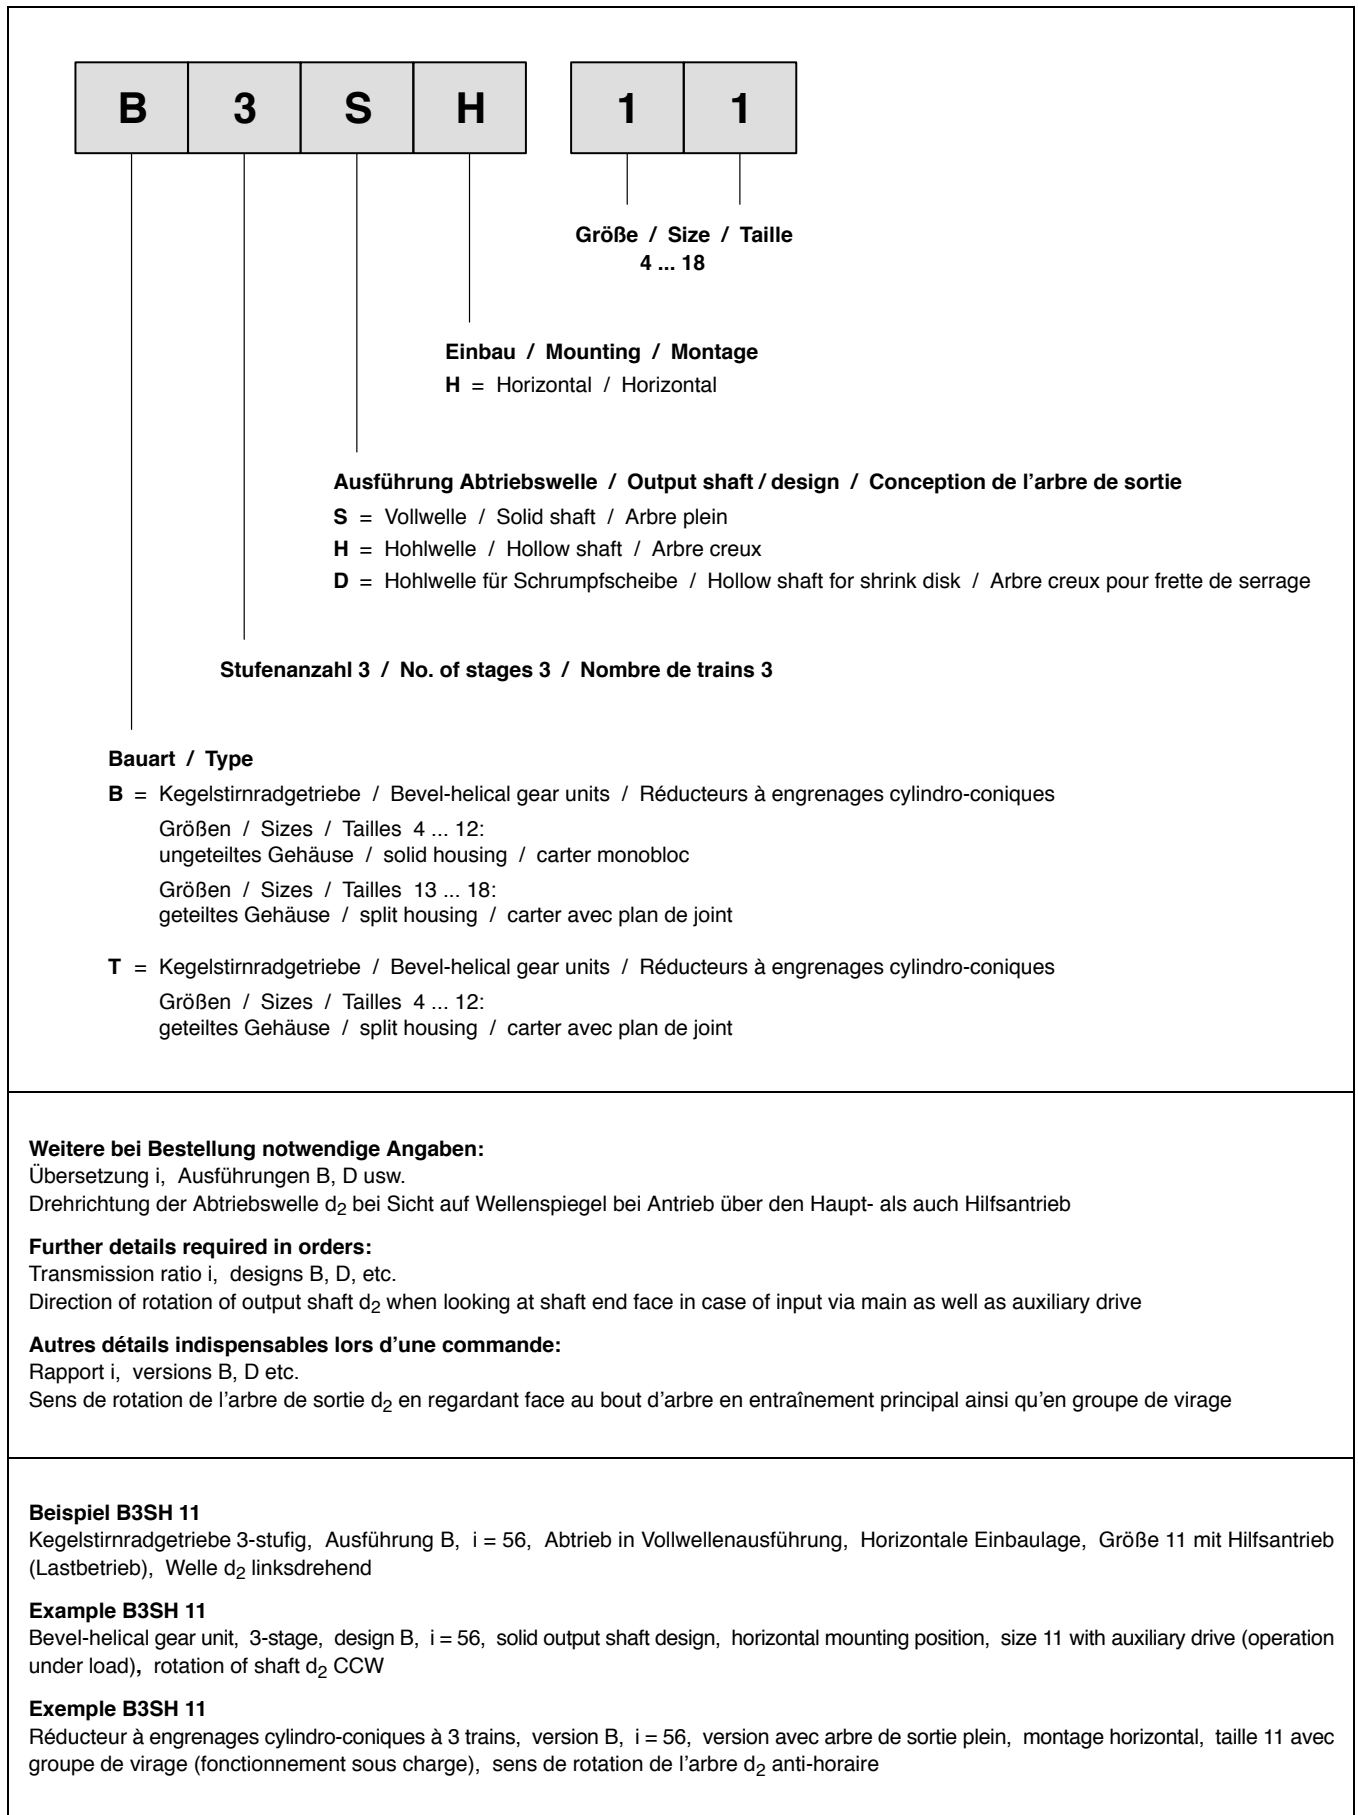 B 3 S H 1 1
Größe / Size / Taille
4 ... 18
Einbau / Mounting / Montage
H = Horizontal / Horizontal
Ausführung Abtriebswelle / Output shaft / design / Conception de l'arbre de sortie
S = Vollwelle / Solid shaft / Arbre plein
H = Hohlwelle / Hollow shaft / Arbre creux
D = Hohlwelle für Schrumpfscheibe / Hollow shaft for shrink disk / Arbre creux pour frette de serrage
Stufenanzahl 3 / No. of stages 3 / Nombre de trains 3
Bauart / Type
B = Kegelstirnradgetriebe / Bevel-helical gear units / Réducteurs à engrenages cylindro-coniques
Größen / Sizes / Tailles 4 ... 12:
ungeteiltes Gehäuse / solid housing / carter monobloc
Größen / Sizes / Tailles 13 ... 18:
geteiltes Gehäuse / split housing / carter avec plan de joint
T = Kegelstirnradgetriebe / Bevel-helical gear units / Réducteurs à engrenages cylindro-coniques
Größen / Sizes / Tailles 4 ... 12:
geteiltes Gehäuse / split housing / carter avec plan de joint
Weitere bei Bestellung notwendige Angaben:
Übersetzung i, Ausführungen B, D usw.
Drehrichtung der Abtriebswelle d2 bei Sicht auf Wellenspiegel bei Antrieb über den Haupt- als auch Hilfsantrieb
Further details required in orders:
Transmission ratio i, designs B, D, etc.
Direction of rotation of output shaft d2 when looking at shaft end face in case of input via main as well as auxiliary drive
Autres détails indispensables lors d'une commande:
Rapport i, versions B, D etc.
Sens de rotation de l'arbre de sortie d2 en regardant face au bout d'arbre en entraînement principal ainsi qu'en groupe de virage
Beispiel B3SH 11
Kegelstirnradgetriebe 3-stufig, Ausführung B, i = 56, Abtrieb in Vollwellenausführung, Horizontale Einbaulage, Größe 11 mit Hilfsantrieb
(Lastbetrieb), Welle d2 linksdrehend
Example B3SH 11
Bevel-helical gear unit, 3-stage, design B, i = 56, solid output shaft design, horizontal mounting position, size 11 with auxiliary drive (operation
under load), rotation of shaft d2 CCW
Exemple B3SH 11
Réducteur à engrenages cylindro-coniques à 3 trains, version B, i = 56, version avec arbre de sortie plein, montage horizontal, taille 11 avec
groupe de virage (fonctionnement sous charge), sens de rotation de l'arbre d2 anti-horaire